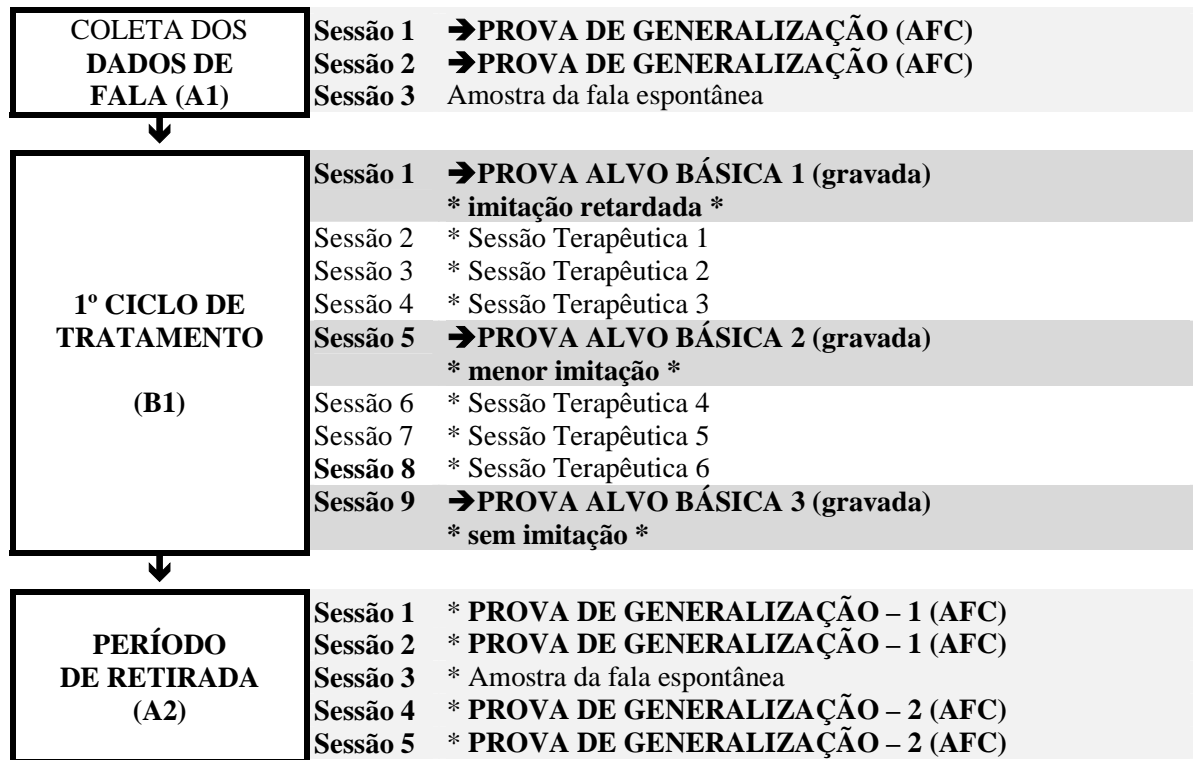 COLETA DOS
DADOS DE
FALA (A1)
Sessão 1 ➔PROVA DE GENERALIZAÇÃO (AFC)
Sessão 2 ➔PROVA DE GENERALIZAÇÃO (AFC)
Sessão 3 Amostra da fala espontânea
1º CICLO DE
TRATAMENTO
(B1)
Sessão 1 ➔PROVA ALVO BÁSICA 1 (gravada)
* imitação retardada *
Sessão 2 * Sessão Terapêutica 1
Sessão 3 * Sessão Terapêutica 2
Sessão 4 * Sessão Terapêutica 3
Sessão 5 ➔PROVA ALVO BÁSICA 2 (gravada)
* menor imitação *
Sessão 6 * Sessão Terapêutica 4
Sessão 7 * Sessão Terapêutica 5
Sessão 8 * Sessão Terapêutica 6
Sessão 9 ➔PROVA ALVO BÁSICA 3 (gravada)
* sem imitação *
PERÍODO
DE RETIRADA
(A2)
Sessão 1 * PROVA DE GENERALIZAÇÃO – 1 (AFC)
Sessão 2 * PROVA DE GENERALIZAÇÃO – 1 (AFC)
Sessão 3 * Amostra da fala espontânea
Sessão 4 * PROVA DE GENERALIZAÇÃO – 2 (AFC)
Sessão 5 * PROVA DE GENERALIZAÇÃO – 2 (AFC)